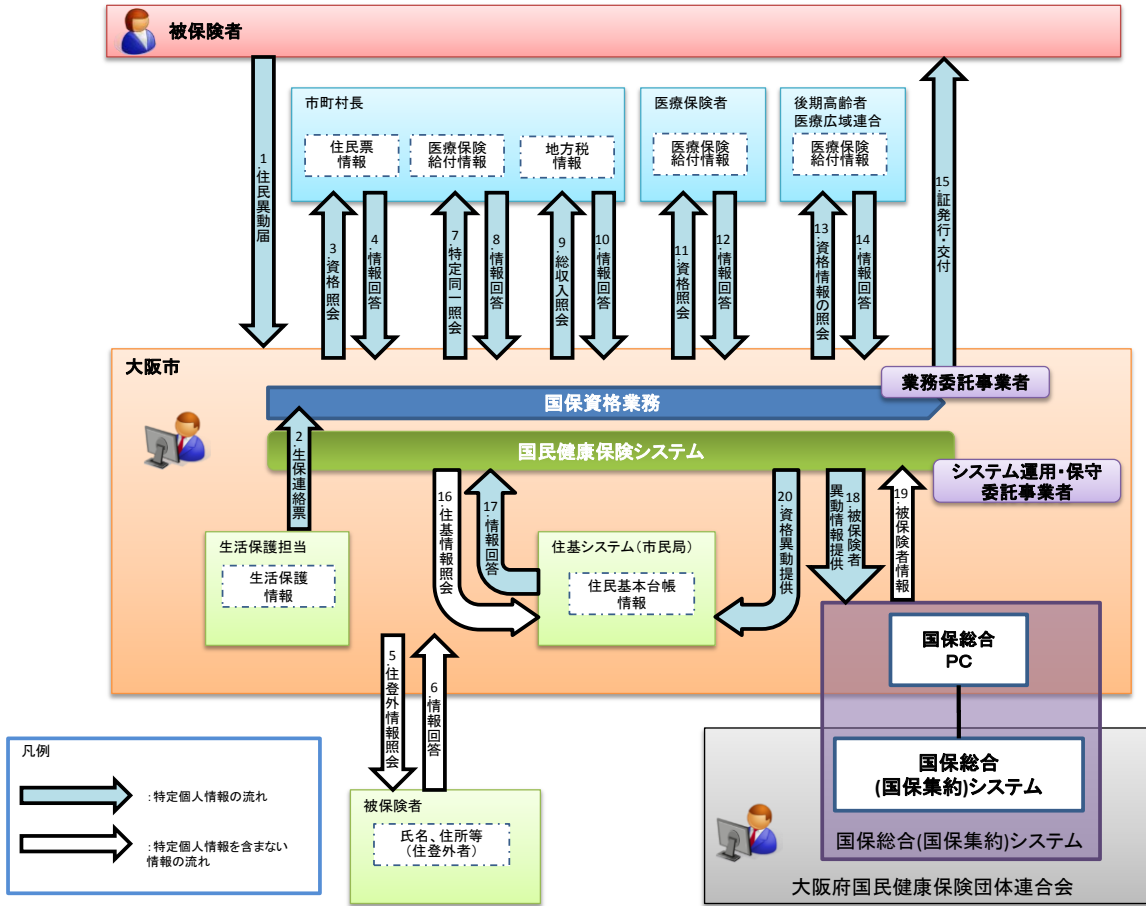 被保険者
市町村長
住民票
情報
医療保険
給付情報
地方税
情報
医療保険者
医療保険
給付情報
後期高齢者
医療広域連合
医療保険
給付情報
1.住民異動届
3.資格照会
4.情報回答
7.特定同一照会
8.情報回答
9.総収入照会
10.情報回答
11.資格照会
12.情報回答
13.資格情報の照会
14.情報回答
15.証発行・交付
大阪市
業務委託事業者
国保資格業務
国民健康保険システム
システム運用・保守
委託事業者
2.生保連絡票
16.住基情報照会
17.情報回答
20.資格異動提供
18.被保険者
異動情報提供
19.被保険者情報
生活保護担当
生活保護
情報
住基システム(市民局)
住民基本台帳
情報
国保総合
PC
5.住登外情報照会
6.情報回答
凡例
:特定個人情報の流れ
:特定個人情報を含まない
情報の流れ
被保険者
氏名、住所等
(住登外者)
国保総合
(国保集約)システム
国保総合(国保集約)システム
大阪府国民健康保険団体連合会